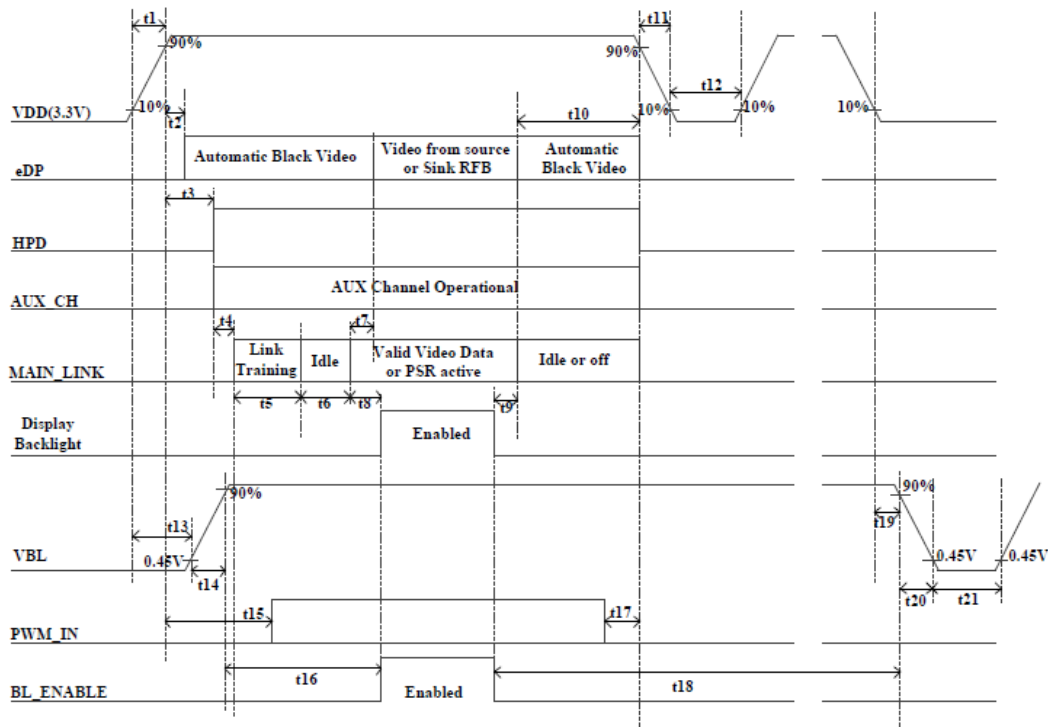 t1
t11
90%
90%
t12
VDD(3.3V)
10%
10%
10%
10%
t2
t10
eDP
Automatic Black Video
Video from source
or Sink RFB
Automatic
Black Video
t3
HPD
AUX_CH
AUX Channel Operational
t4
t7
MAIN_LINK
Link
Training
Idle
Valid Video Data
or PSR active
Idle or off
t5
t6
t8
t9
Display
Backlight
Enabled
90%
90%
t13
t19
VBL
0.45V
0.45V
0.45V
t14
t20
t21
t15
t17
PWM_IN
t16
t18
BL_ENABLE
Enabled